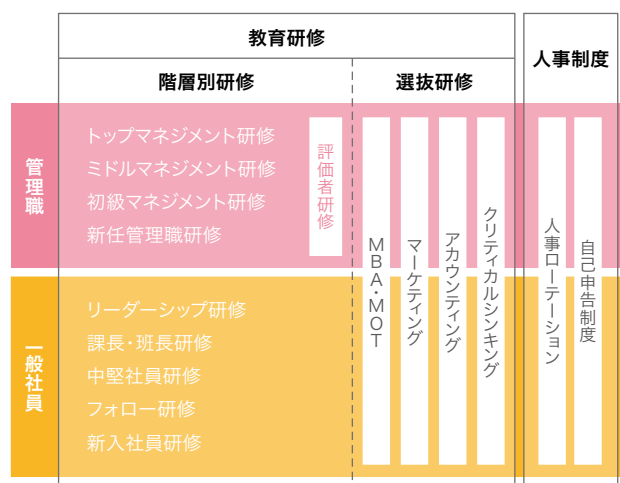 教育研修
人事制度
階層別研修
選抜研修
管理職
トップマネジメント研修
ミドルマネジメント研修
初級マネジメント研修
新任管理職研修
評価者研修
MBA・MOT
マーケティング
アカウンティング
クリティカルシンキング
人事ローテーション
自己申告制度
一般社員
リーダーシップ研修
課長・班長研修
中堅社員研修
フォロー研修
新入社員研修